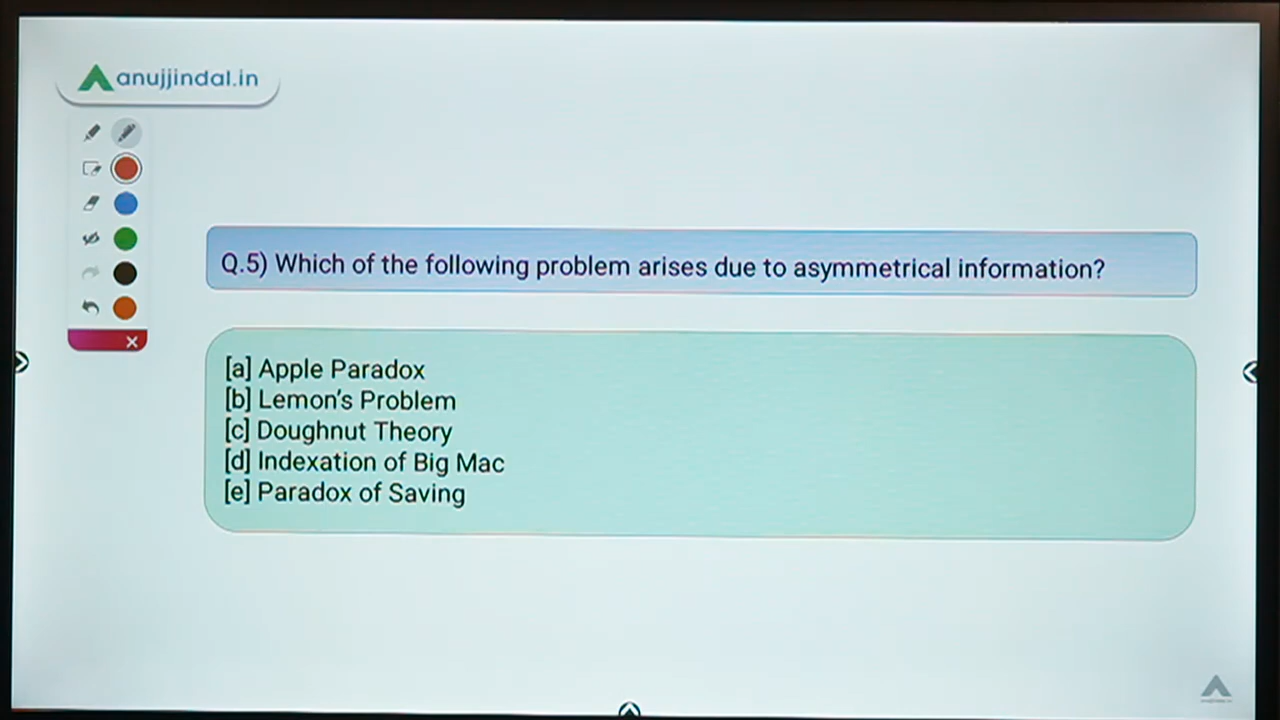 anujjindal.in
Q.5) Which of the following problem arises due to asymmetrical information?
[a] Apple Paradox
[b] Lemon's Problem
[c] Doughnut Theory
[d] Indexation of Big Mac
[e] Paradox of Saving